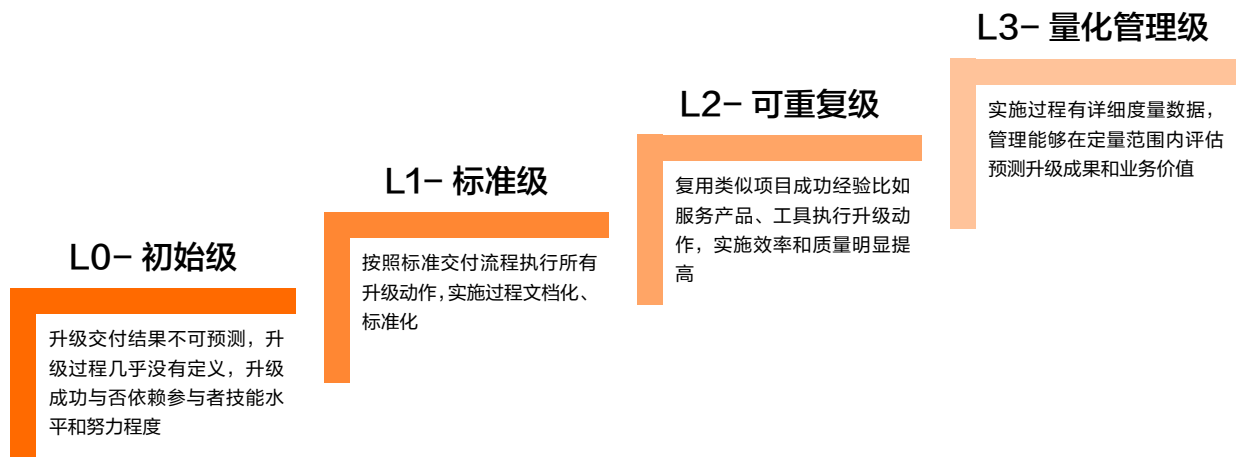 L0- 初始级
升级交付结果不可预测，升
级过程几乎没有定义，升级
成功与否依赖参与者技能水
平和努力程度
L1- 标准级
按照标准交付流程执行所有
升级动作，实施过程文档化、
标准化
L2- 可重复级
复用类似项目成功经验比如
服务产品、工具执行升级动
作，实施效率和质量明显提
高
L3- 量化管理级
实施过程有详细度量数据，
管理能够在定量范围内评估
预测升级成果和业务价值